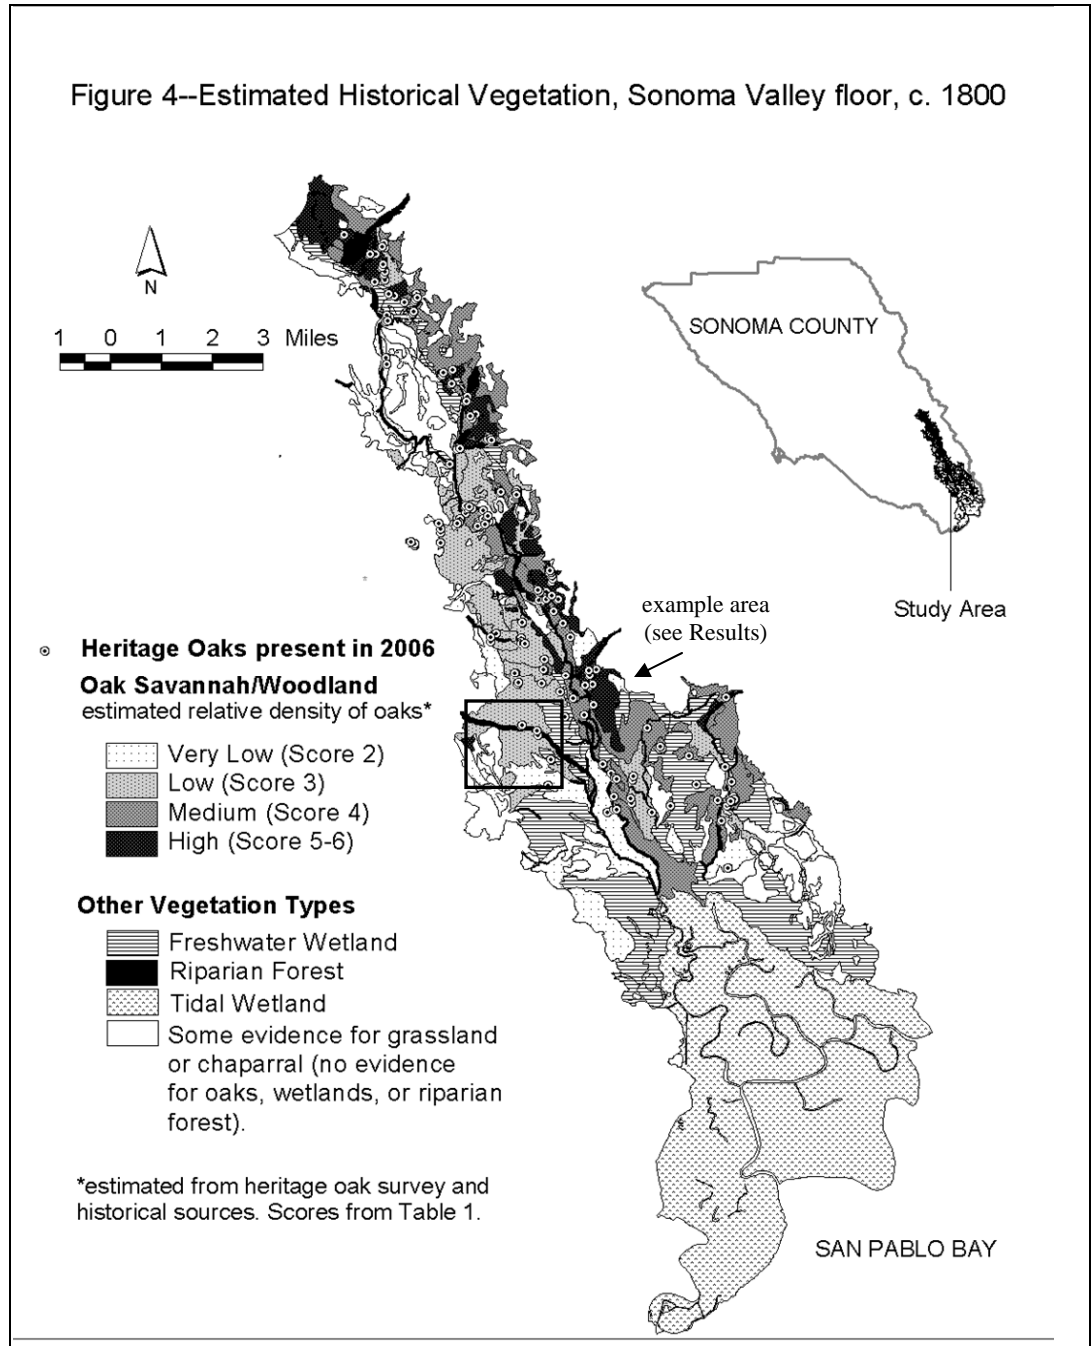 Figure 4--Estimated Historical Vegetation, Sonoma Valley floor, c. 1800
N
1 0 1 2 3 Miles
SONOMA COUNTY
Study Area
example area
(see Results)
Heritage Oaks present in 2006
Oak Savannah/Woodland
estimated relative density of oaks*
Very Low (Score 2)
Low (Score 3)
Medium (Score 4)
High (Score 5-6)
Other Vegetation Types
Freshwater Wetland
Riparian Forest
Tidal Wetland
Some evidence for grassland
or chaparral (no evidence
for oaks, wetlands, or riparian
forest).
*estimated from heritage oak survey and
historical sources. Scores from Table 1.
SAN PABLO BAY